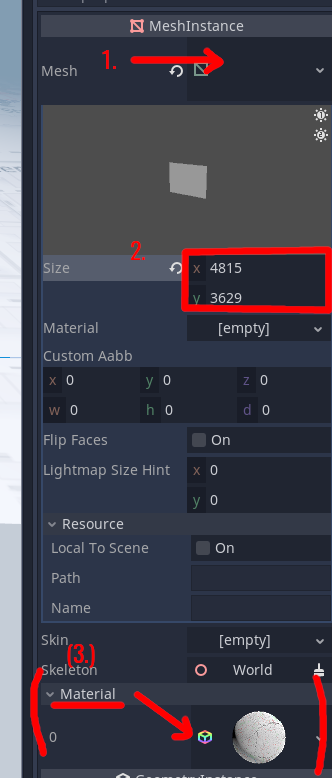 MeshInstance
1.
Mesh
2.
Size x 4815
y 3629
Material [empty]
Custom Aabb
x 0 y 0 z 0
w 0 h 0 d 0
Flip Faces On
Lightmap Size Hint x 0
y 0
Resource
Local To Scene On
Path
Name
Skin [empty]
(3.)
Skeleton World
Material
0
GeometryInstance